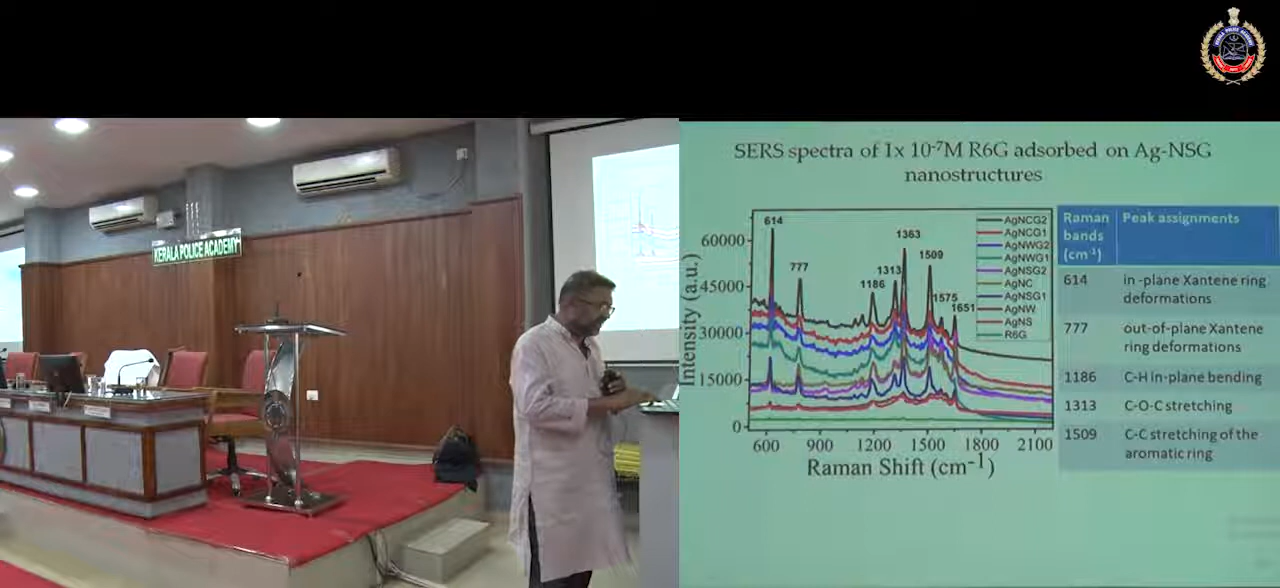 KERALA POLICE ACADEMY
SERS spectra of 1x 10⁻⁷M R6G adsorbed on Ag-NSG
nanostructures
Intensity (a.u.)
60000
45000
30000
15000
0
614
777
1186
1313
1363
1509
1575
1651
AgNCG2
AgNCG1
AgNWG2
AgNWG1
AgNSG2
AgNC
AgNSG1
AgNW
AgNS
R6G
600 900 1200 1500 1800 2100
Raman Shift (cm⁻¹)
Raman bands (cm⁻¹) Peak assignments
614 in-plane Xantene ring
deformations
777 out-of-plane Xantene
ring deformations
1186 C-H in-plane bending
1313 C-O-C stretching
1509 C-C stretching of the
aromatic ring